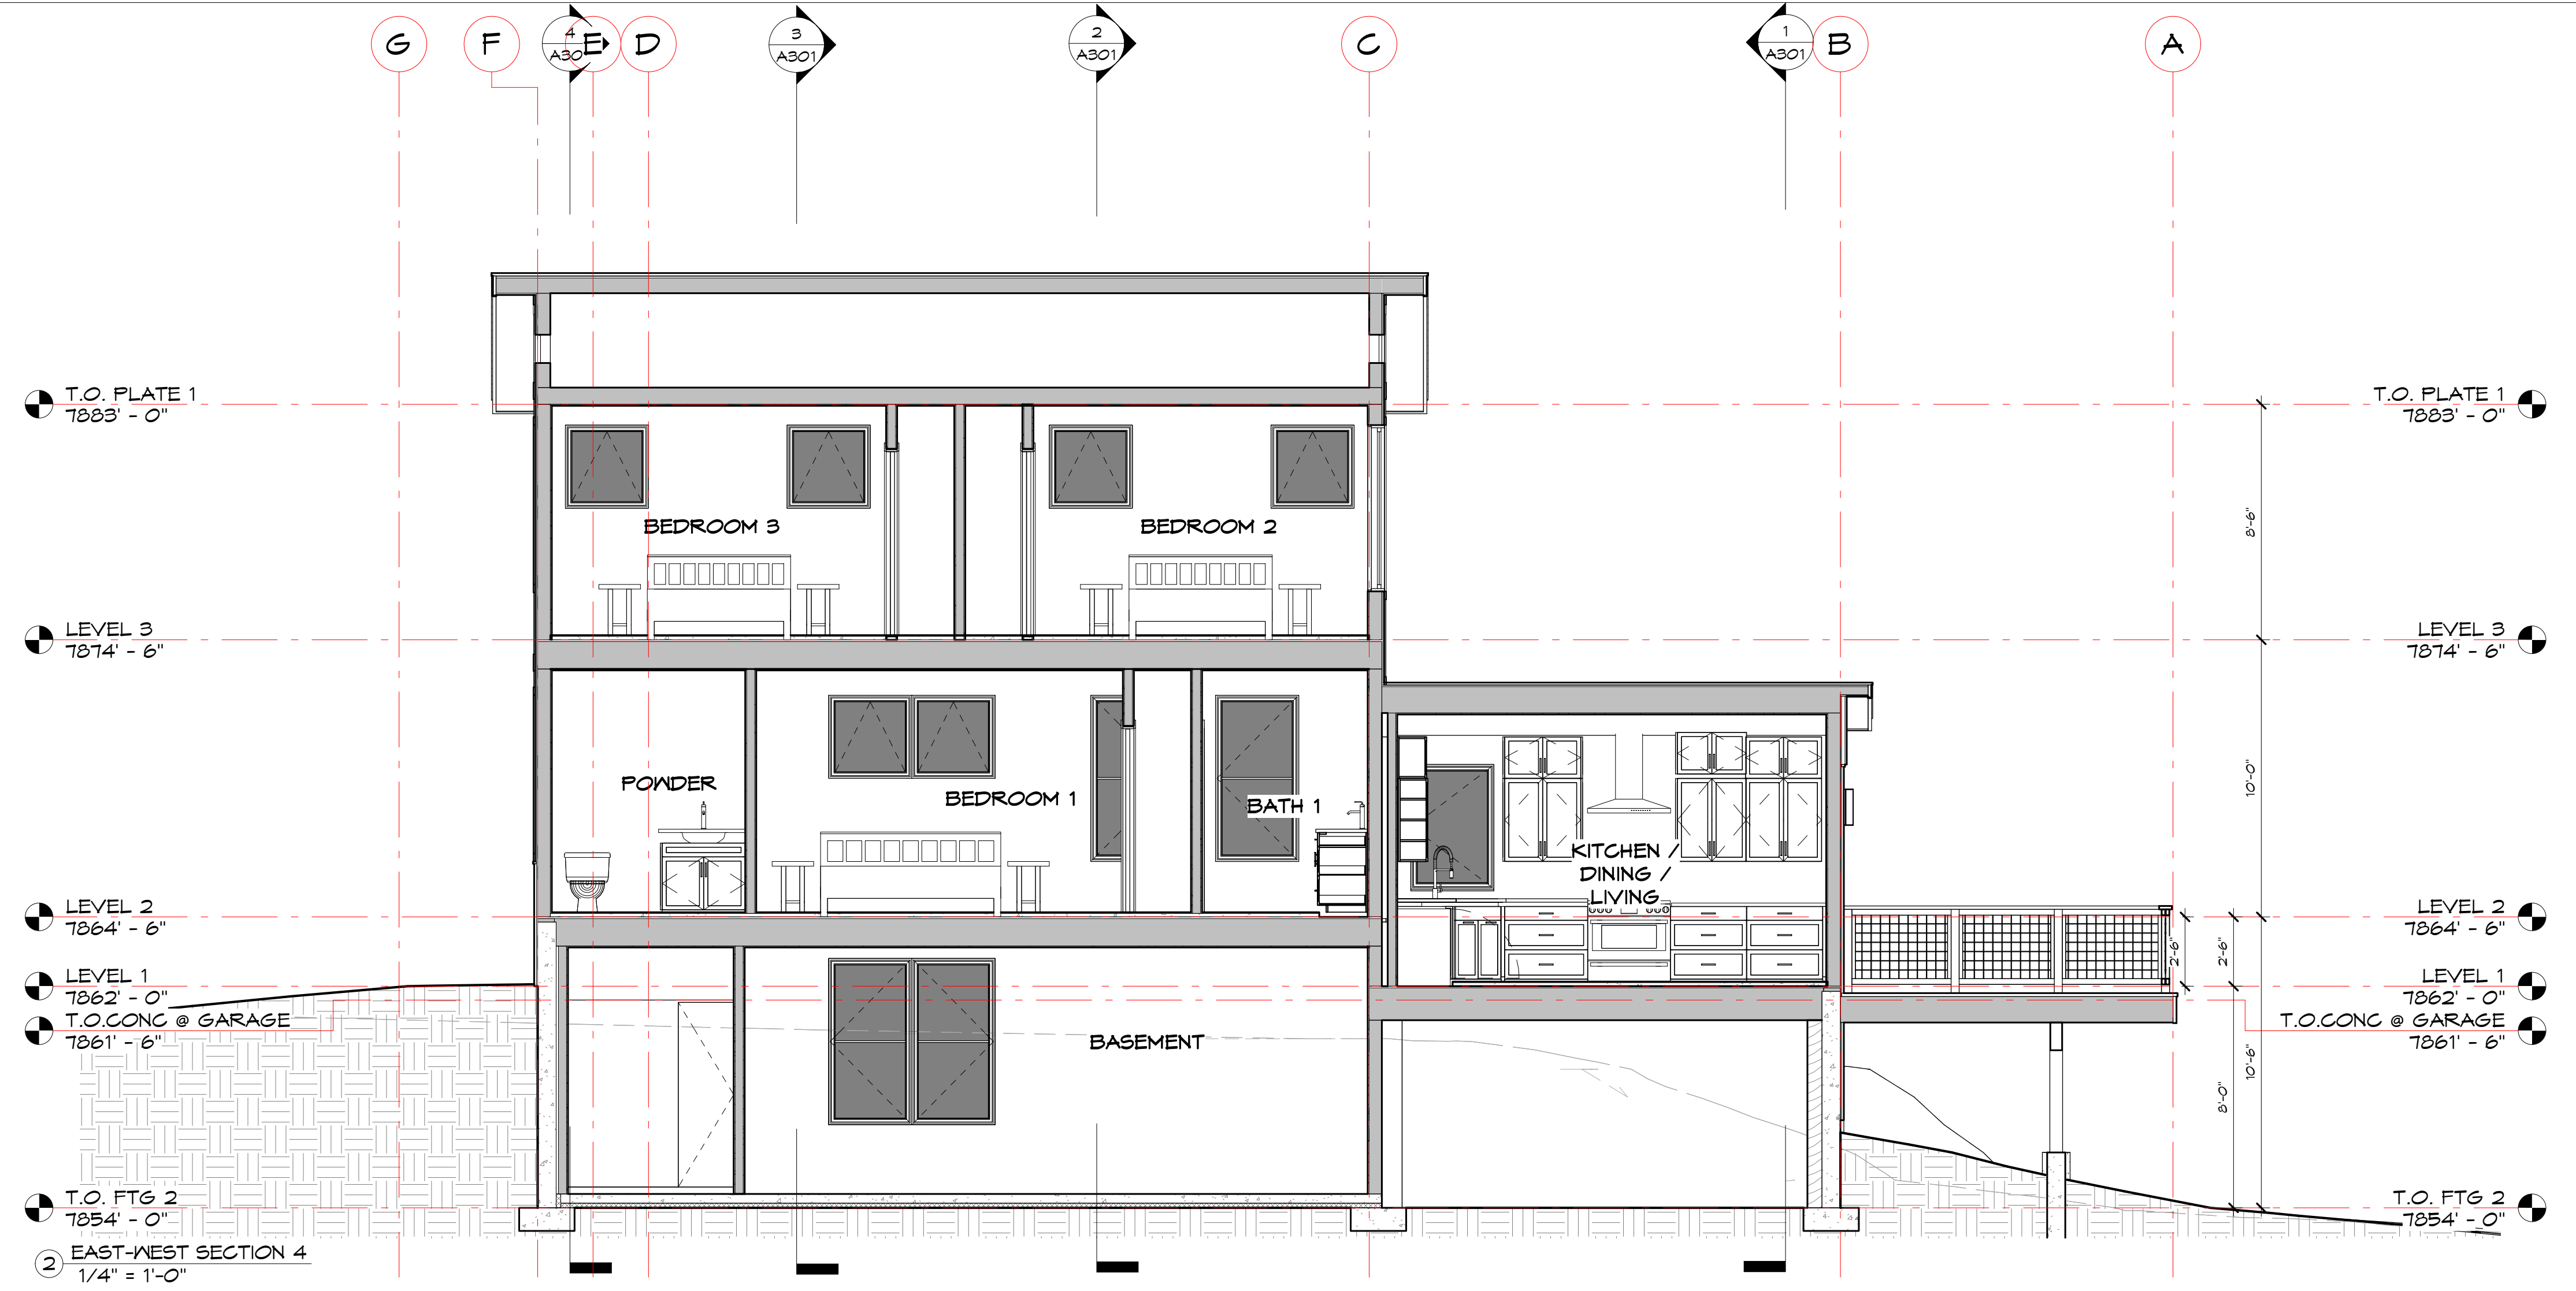 G
F
4
A30
E
D
3
A301
2
A301
C
1
A301
B
A
T.O. PLATE 1
7883' - 0"
T.O. PLATE 1
7883' - 0"
8'-6"
BEDROOM 3
BEDROOM 2
LEVEL 3
7874' - 6"
LEVEL 3
7874' - 6"
10'-0"
POWDER
BEDROOM 1
BATH 1
KITCHEN /
DINING /
LIVING
LEVEL 2
7864' - 6"
LEVEL 2
7864' - 6"
2'-6"
2'-6"
LEVEL 1
7862' - 0"
LEVEL 1
7862' - 0"
T.O.CONC @ GARAGE
7861' - 6"
T.O.CONC @ GARAGE
7861' - 6"
BASEMENT
10'-6"
8'-0"
T.O. FTG 2
7854' - 0"
T.O. FTG 2
7854' - 0"
2
EAST-WEST SECTION 4
1/4" = 1'-0"